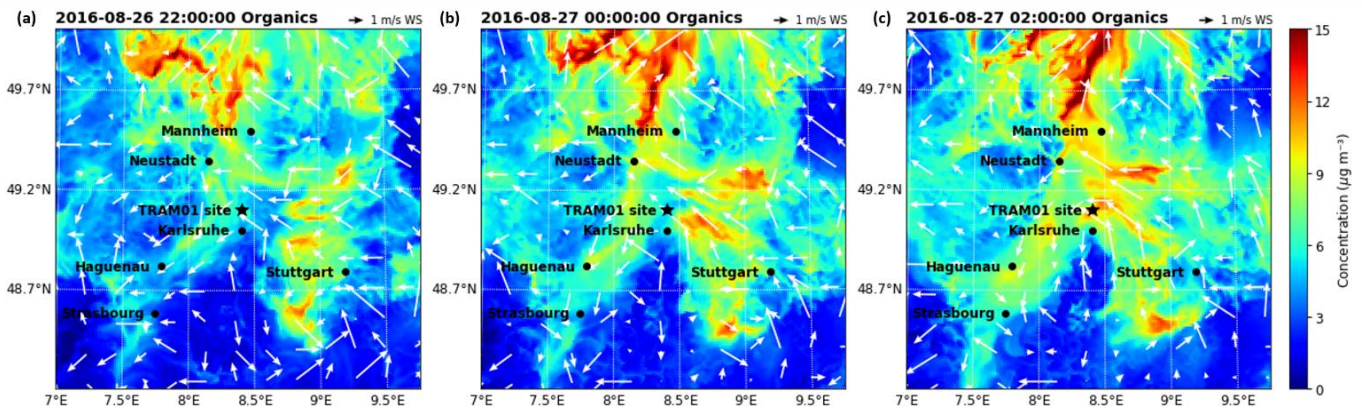 (a) 2016-08-26 22:00:00 Organics 1 m/s WS
49.7°N
49.2°N
48.7°N
Mannheim
Neustadt
TRAM01 site
Karlsruhe
Haguenau
Stuttgart
Strasbourg
7°E 7.5°E 8°E 8.5°E 9°E 9.5°E
(b) 2016-08-27 00:00:00 Organics 1 m/s WS
49.7°N
49.2°N
48.7°N
Mannheim
Neustadt
TRAM01 site
Karlsruhe
Haguenau
Stuttgart
Strasbourg
7°E 7.5°E 8°E 8.5°E 9°E 9.5°E
(c) 2016-08-27 02:00:00 Organics 1 m/s WS
49.7°N
49.2°N
48.7°N
Mannheim
Neustadt
TRAM01 site
Karlsruhe
Haguenau
Stuttgart
Strasbourg
7°E 7.5°E 8°E 8.5°E 9°E 9.5°E
15
12
9
6
3
0
Concentration (μg m⁻³)